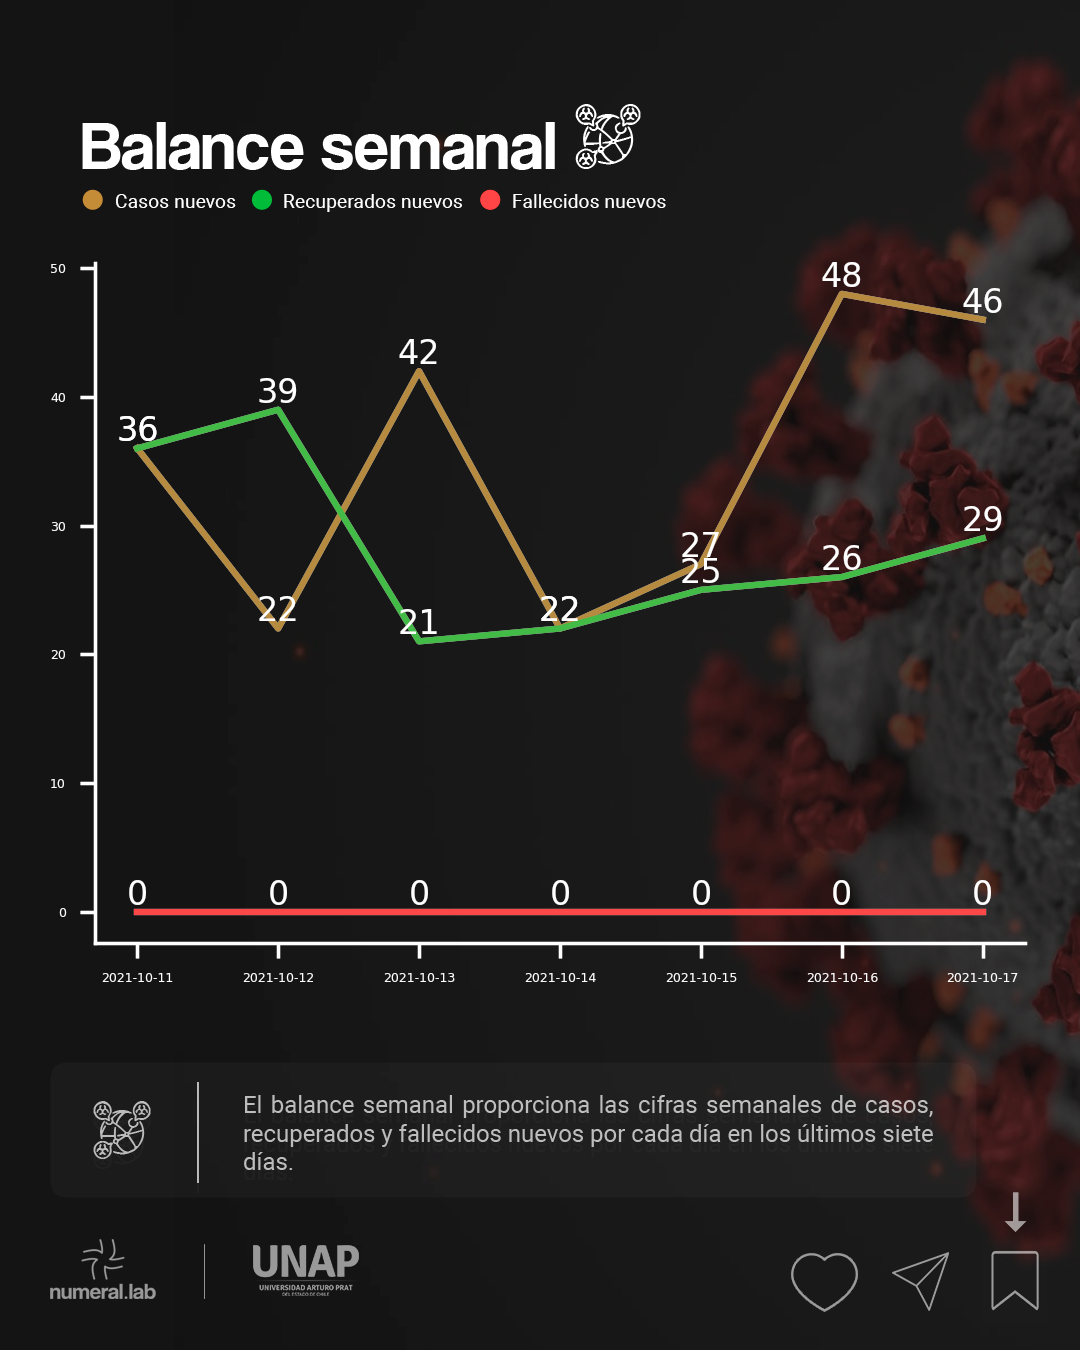 Balance semanal
Casos nuevos Recuperados nuevos Fallecidos nuevos
50
48
46
42
40
39
36
30
29
27
26
25
22
22
21
20
10
0 0 0 0 0 0 0
0
2021-10-11 2021-10-12 2021-10-13 2021-10-14 2021-10-15 2021-10-16 2021-10-17
El balance semanal proporciona las cifras semanales de casos,
recuperados y fallecidos nuevos por cada día en los últimos siete
días.
numeral.lab
UNAP
UNIVERSIDAD ARTURO PRAT
DEL ESTADO DE CHILE